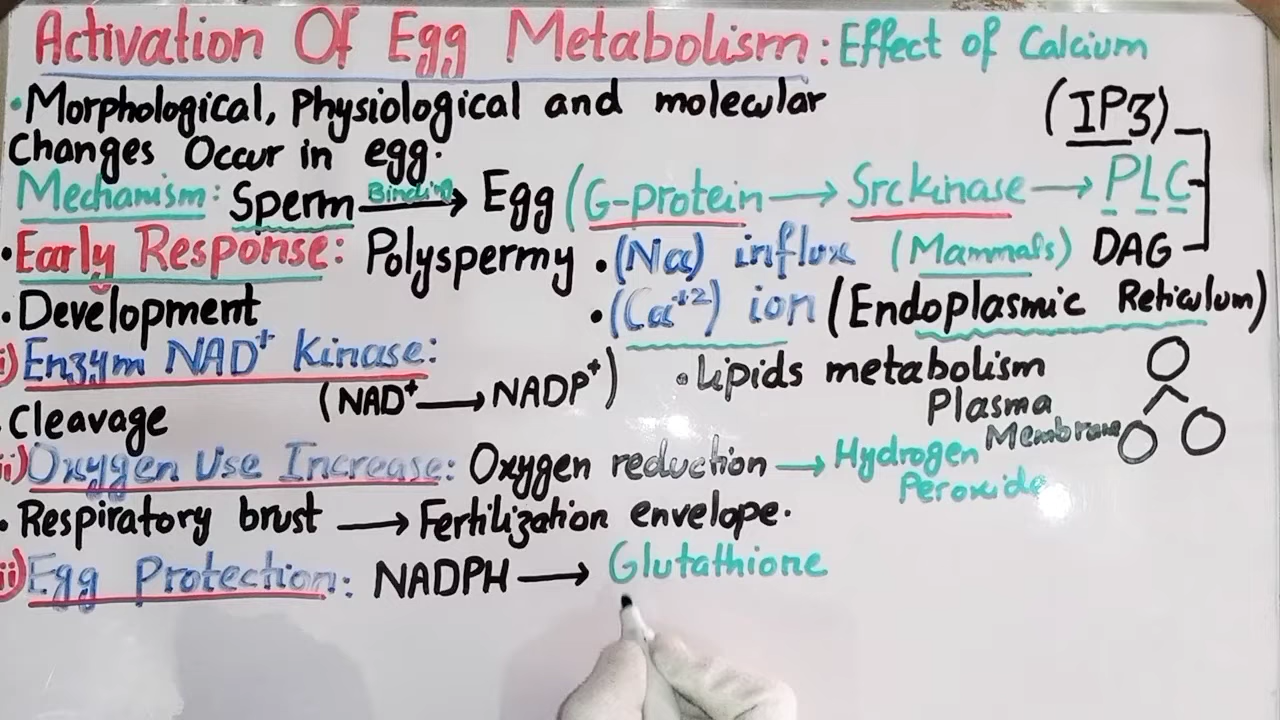 Activation Of Egg Metabolism: Effect of Calcium
•Morphological, Physiological and molecular
Changes Occur in egg.
(IP3)
Mechanism: Sperm Binding → Egg (G-protein → Src kinase → PLC
•Early Response: Polyspermy •(Na) influx (Mammals) DAG
•Development •(Ca+2) ion (Endoplasmic Reticulum)
i) Enzym NAD+ Kinase:
(NAD+ → NADP+) •Lipids metabolism
•Cleavage Plasma Membrane
ii) Oxygen Use Increase: Oxygen reduction → Hydrogen Peroxide
•Respiratory brust → Fertilization envelope.
ii) Egg Protection: NADPH → Glutathione